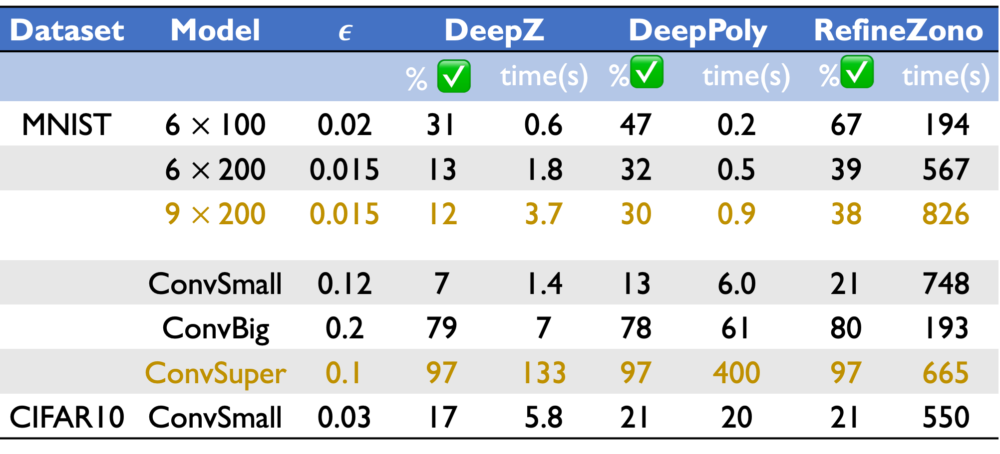 Dataset Model ϵ DeepZ DeepPoly RefineZono
% ✅ time(s) %✅ time(s) %✅ time(s)
MNIST 6 × 100 0.02 31 0.6 47 0.2 67 194
6 × 200 0.015 13 1.8 32 0.5 39 567
9 × 200 0.015 12 3.7 30 0.9 38 826
ConvSmall 0.12 7 1.4 13 6.0 21 748
ConvBig 0.2 79 7 78 61 80 193
ConvSuper 0.1 97 133 97 400 97 665
CIFAR10 ConvSmall 0.03 17 5.8 21 20 21 550